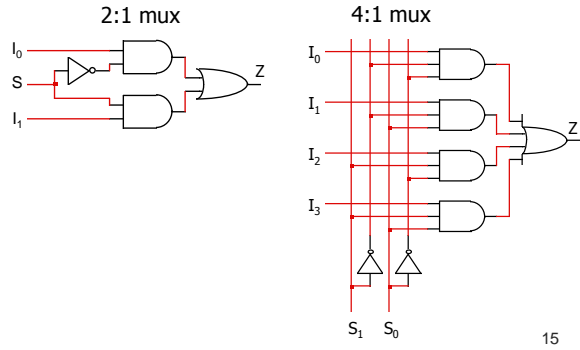 2:1 mux
I₀
S
I₁
Z
4:1 mux
I₀
I₁
I₂
I₃
Z
S₁ S₀
15